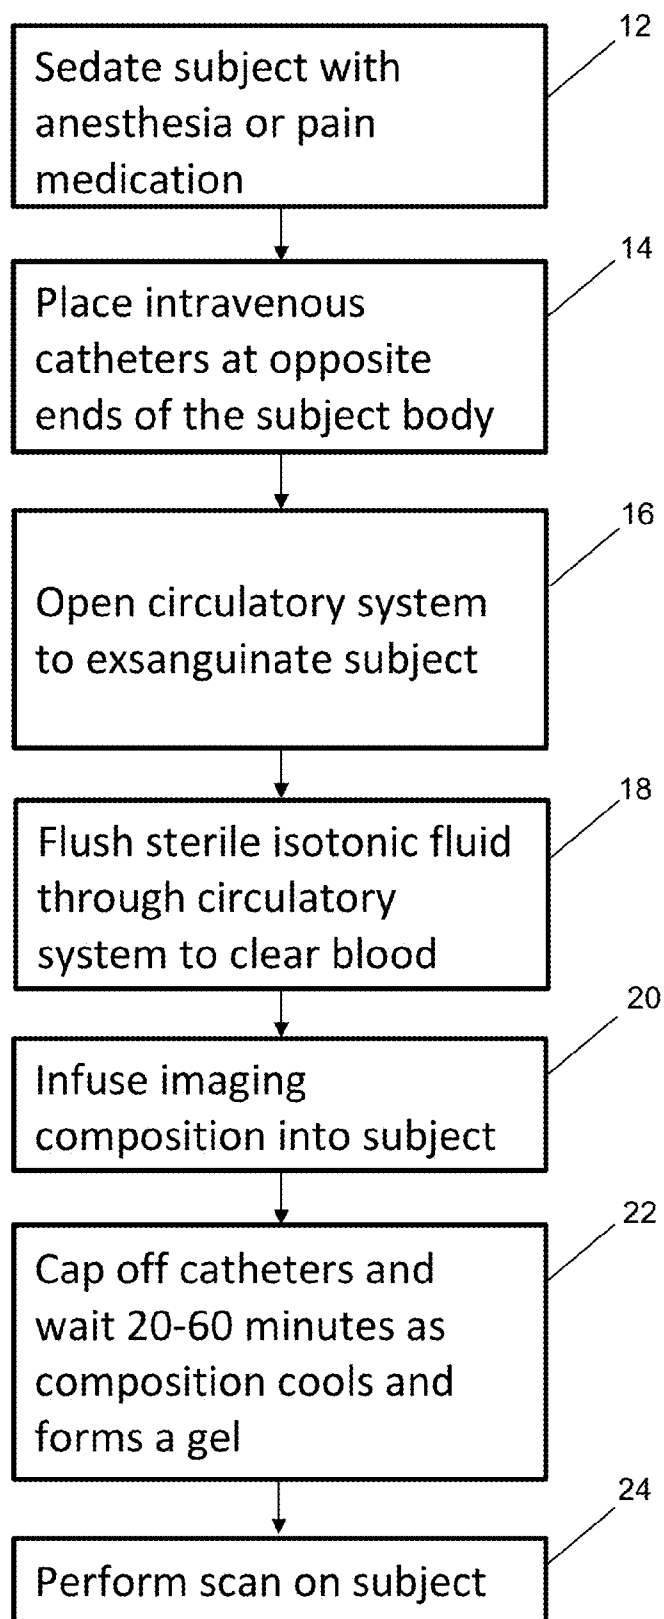 12
Sedate subject with
anesthesia or pain
medication
14
Place intravenous
catheters at opposite
ends of the subject body
16
Open circulatory system
to exsanguinate subject
18
Flush sterile isotonic fluid
through circulatory
system to clear blood
20
Infuse imaging
composition into subject
22
Cap off catheters and
wait 20-60 minutes as
composition cools and
forms a gel
24
Perform scan on subject